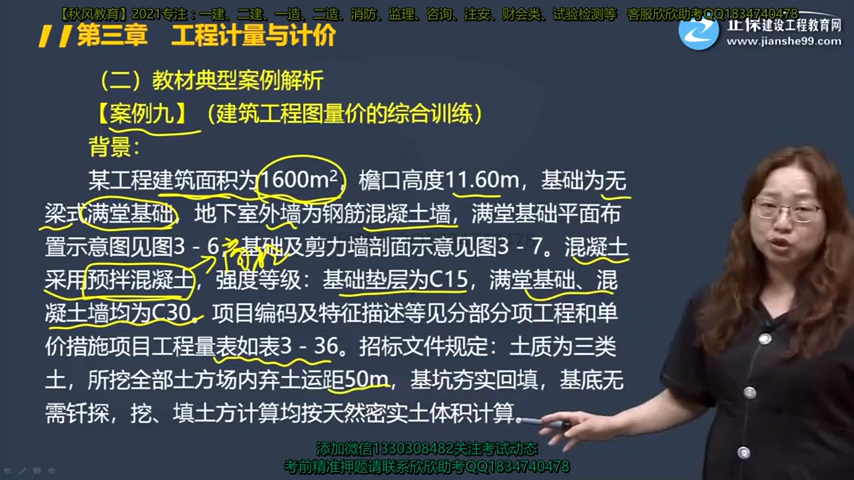 【秋风教育】2021专注：一建、二建、一造、二造、消防、监理、咨询、注安、财会类、试验检测等 客服欣欣助考QQ1834740478
第三章 工程计量与计价
正保建设工程教育网
www.jianshe99.com
（二）教材典型案例解析
【案例九】（建筑工程图量价的综合训练）
背景：
某工程建筑面积为1600m²，檐口高度11.60m，基础为无
梁式满堂基础，地下室外墙为钢筋混凝土墙，满堂基础平面布
置示意图见图3－6，基础及剪力墙剖面示意见图3－7。混凝土
采用预拌混凝土，强度等级：基础垫层为C15，满堂基础、混
凝土墙均为C30。项目编码及特征描述等见分部分项工程和单
价措施项目工程量表如表3－36。招标文件规定：土质为三类
土，所挖全部土方场内弃土运距50m，基坑夯实回填，基底无
需钎探，挖、填土方计算均按天然密实土体积计算。
添加微信1330308482关注考试动态
考前精准押题请联系欣欣助考QQ1834740478